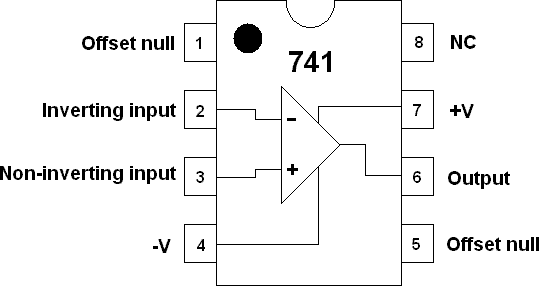 Offset null 1 8 NC
741
Inverting input 2 - 7 +V
Non-inverting input 3 + 6 Output
-V 4 5 Offset null